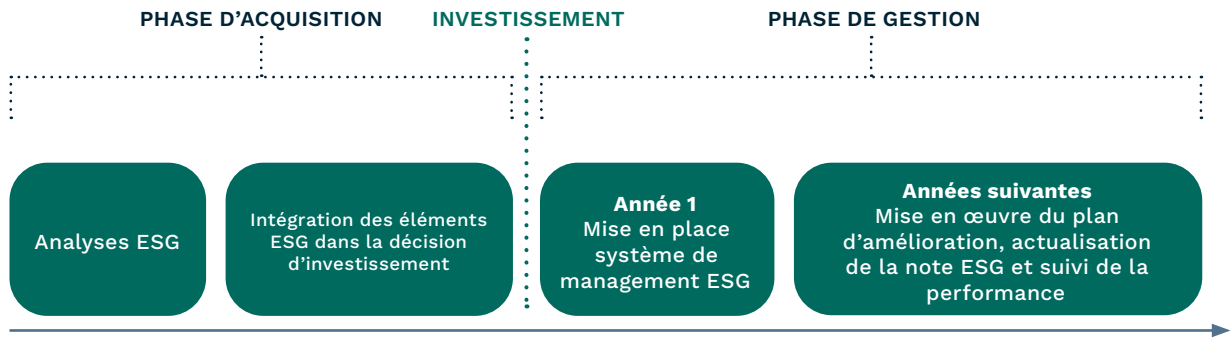 PHASE D’ACQUISITION
INVESTISSEMENT
PHASE DE GESTION
Analyses ESG
Intégration des éléments
ESG dans la décision
d’investissement
Année 1
Mise en place
système de
management ESG
Années suivantes
Mise en œuvre du plan
d’amélioration, actualisation
de la note ESG et suivi de la
performance